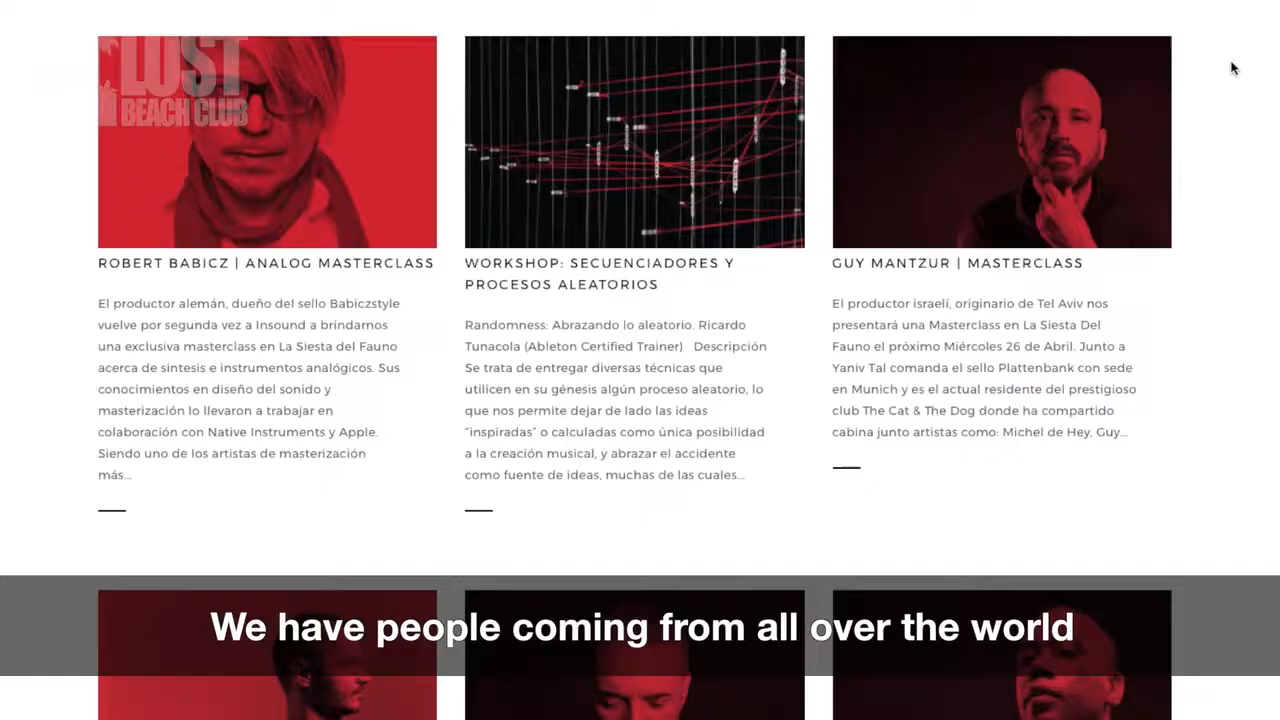 LUST
BEACH CLUB
ROBERT BABICZ | ANALOG MASTERCLASS
El productor alemán, dueño del sello Babiczstyle
vuelve por segunda vez a Insound a brindarnos
una exclusiva masterclass en La Siesta del Fauno
acerca de sintesis e instrumentos analógicos. Sus
conocimientos en diseño del sonido y
masterización lo llevaron a trabajar en
colaboración con Native Instruments y Apple.
Siendo uno de los artistas de masterización
más...
WORKSHOP: SECUENCIADORES Y
PROCESOS ALEATORIOS
Randomness: Abrazando lo aleatorio. Ricardo
Tunacola (Ableton Certified Trainer) Descripción
Se trata de entregar diversas técnicas que
utilicen en su génesis algún proceso aleatorio, lo
que nos permite dejar de lado las ideas
“inspiradas” o calculadas como única posibilidad
a la creación musical, y abrazar el accidente
como fuente de ideas, muchas de las cuales...
GUY MANTZUR | MASTERCLASS
El productor israelí, originario de Tel Aviv nos
presentará una Masterclass en La Siesta Del
Fauno el próximo Miércoles 26 de Abril. Junto a
Yaniv Tal comanda el sello Plattenbank con sede
en Munich y es el actual residente del prestigioso
club The Cat & The Dog donde ha compartido
cabina junto artistas como: Michel de Hey, Guy...
We have people coming from all over the world